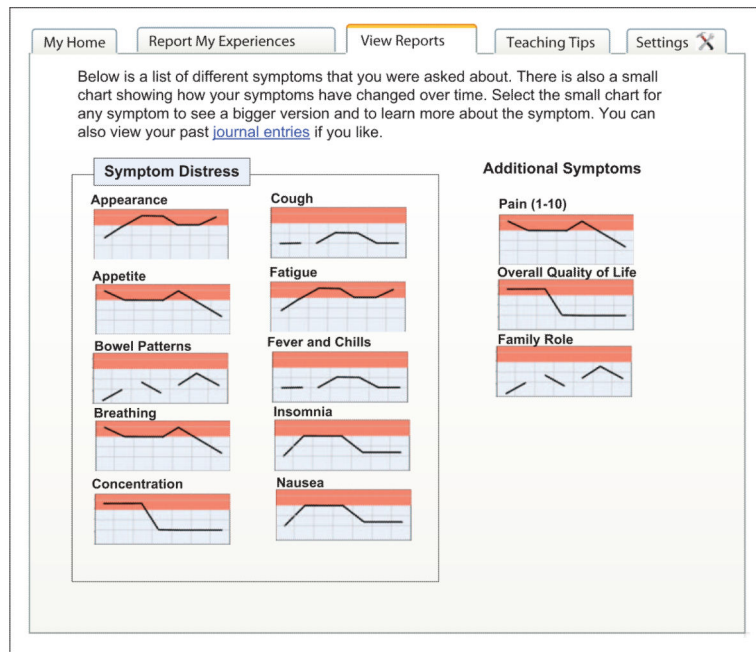 My Home
Report My Experiences
View Reports
Teaching Tips
Settings
Below is a list of different symptoms that you were asked about. There is also a small
chart showing how your symptoms have changed over time. Select the small chart for
any symptom to see a bigger version and to learn more about the symptom. You can
also view your past journal entries if you like.
Symptom Distress
Appearance
Cough
Appetite
Fatigue
Bowel Patterns
Fever and Chills
Breathing
Insomnia
Concentration
Nausea
Additional Symptoms
Pain (1-10)
Overall Quality of Life
Family Role